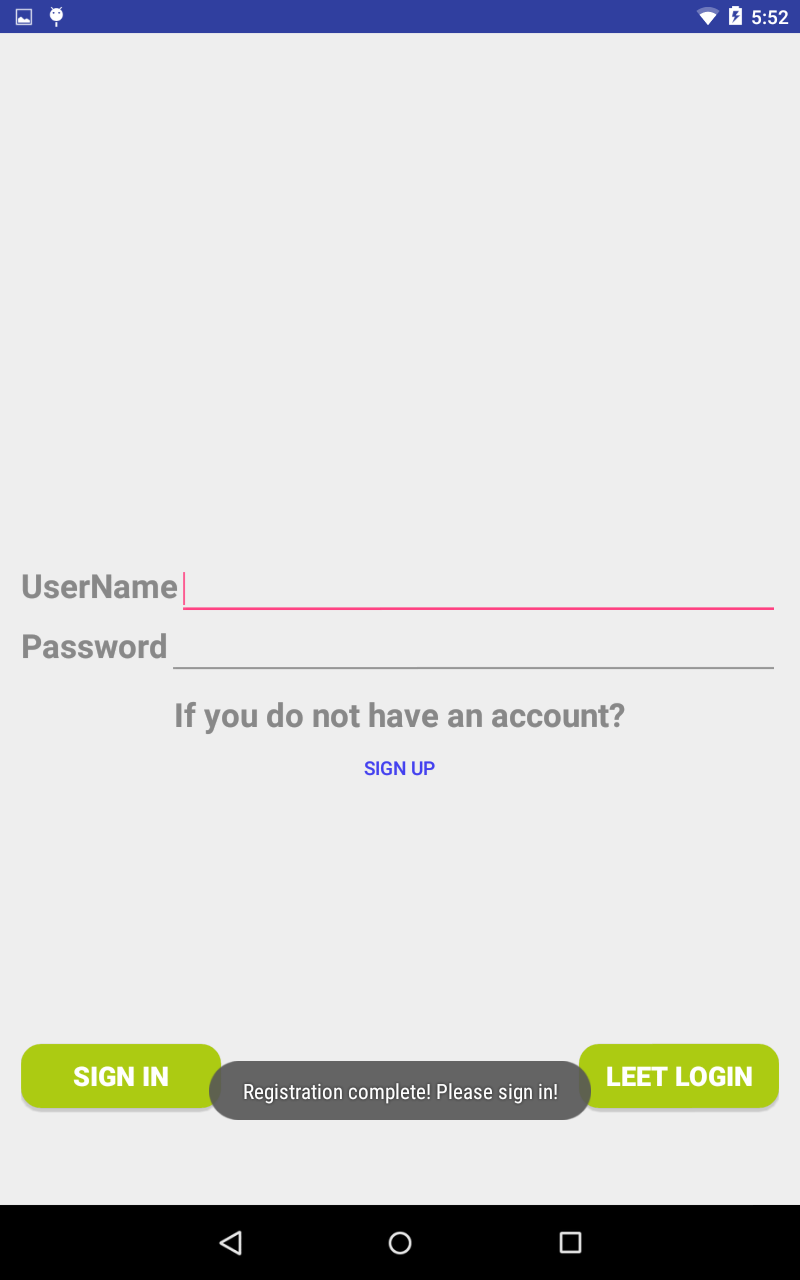 5:52
UserName
Password
If you do not have an account?
SIGN UP
SIGN IN
Registration complete! Please sign in!
LEET LOGIN